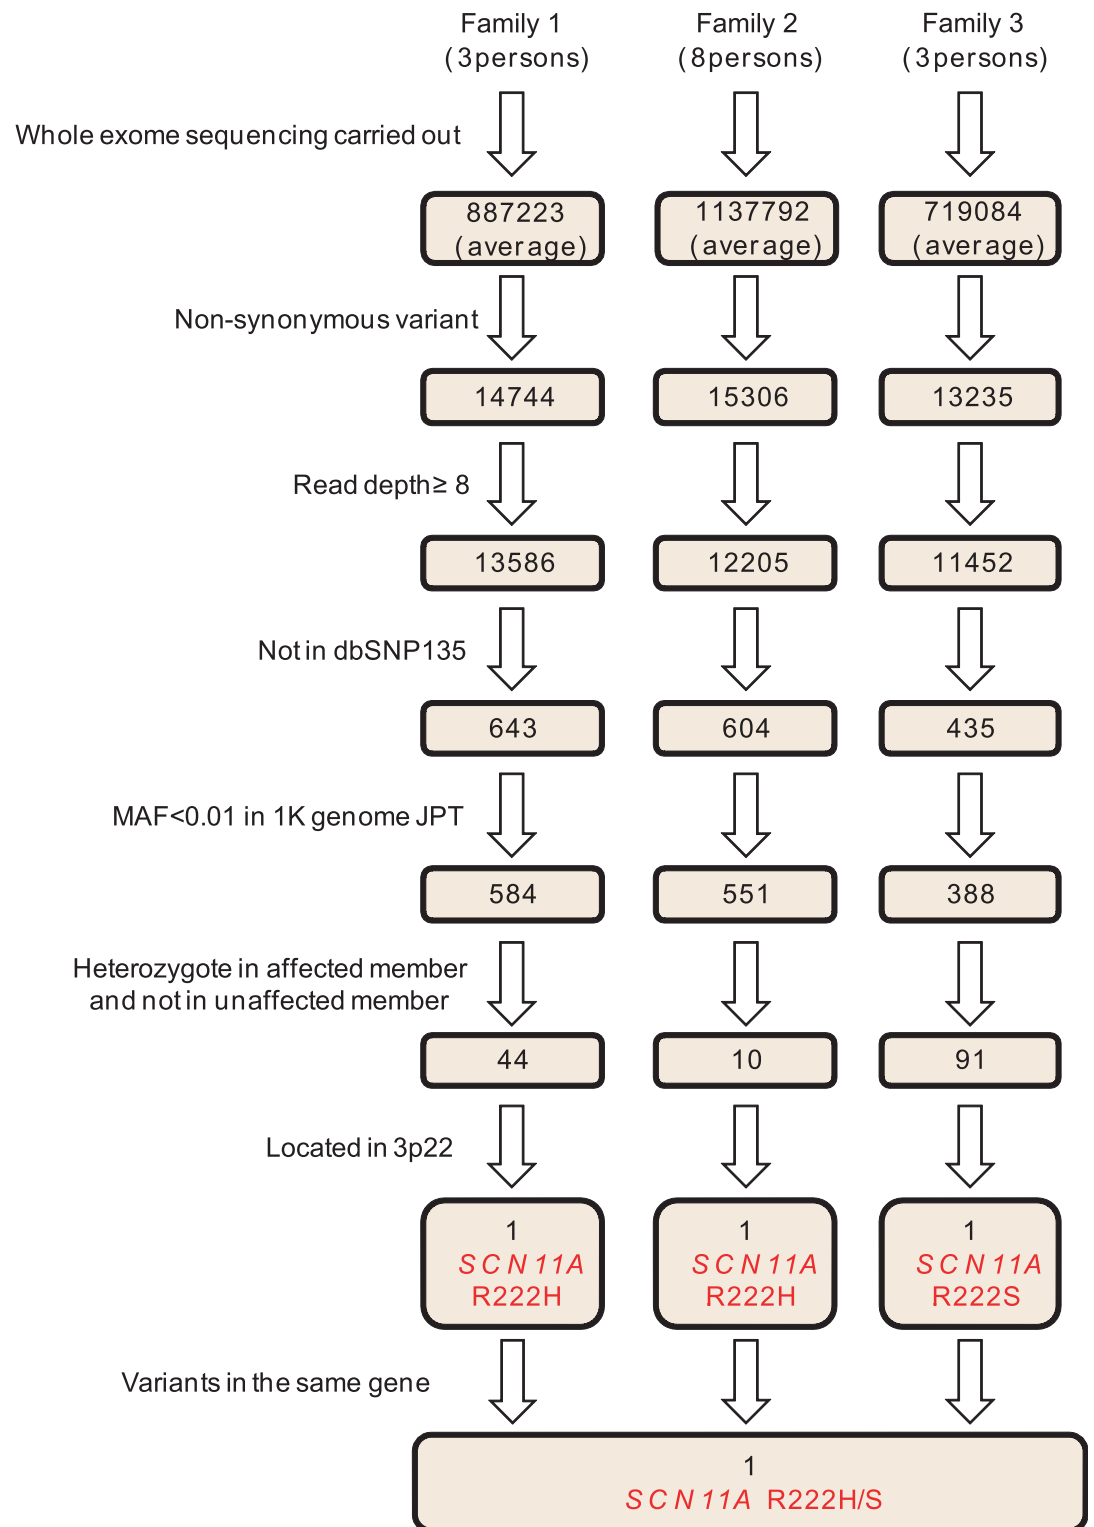 Family 1
(3persons)
Family 2
(8persons)
Family 3
(3persons)
Whole exome sequencing carried out
887223
(average)
1137792
(average)
719084
(average)
Non-synonymous variant
14744
15306
13235
Read depth≥ 8
13586
12205
11452
Not in dbSNP135
643
604
435
MAF<0.01 in 1K genome JPT
584
551
388
Heterozygote in affected member
and not in unaffected member
44
10
91
Located in 3p22
1
SCN11A
R222H
1
SCN11A
R222H
1
SCN11A
R222S
Variants in the same gene
1
SCN11A R222H/S